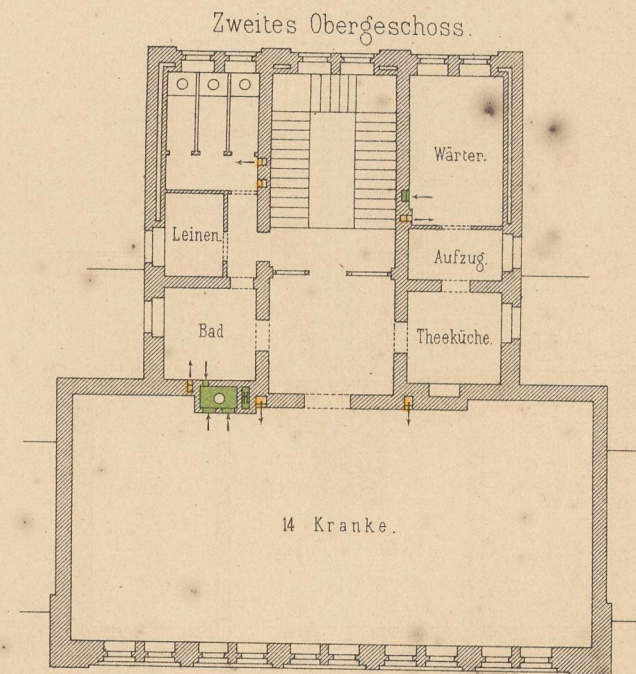 Zweites Obergeschoss.
Wärter.
Leinen.
Aufzug.
Bad
Theeküche.
14 Kranke.